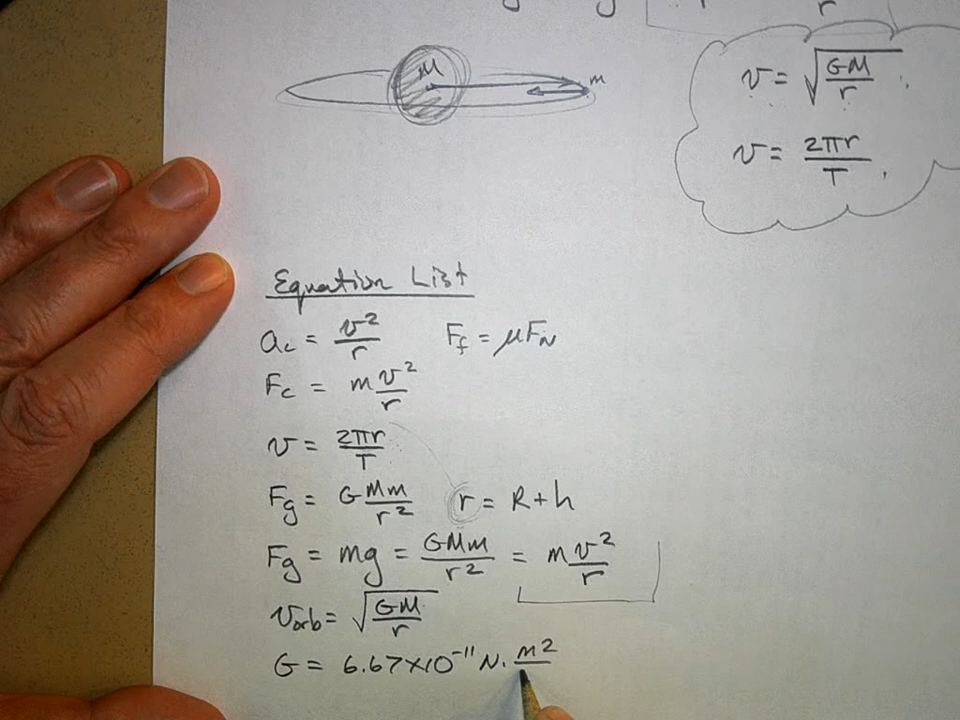 r
M m
v = √(GM/r)
v = 2πr/T
Equation List
a_c = v²/r F_f = μF_N
F_c = m v²/r
v = 2πr/T
F_g = G Mm/r² r = R + h
F_g = mg = GMm/r² = m v²/r
v_orb = √(GM/r)
G = 6.67×10⁻¹¹ N · m²